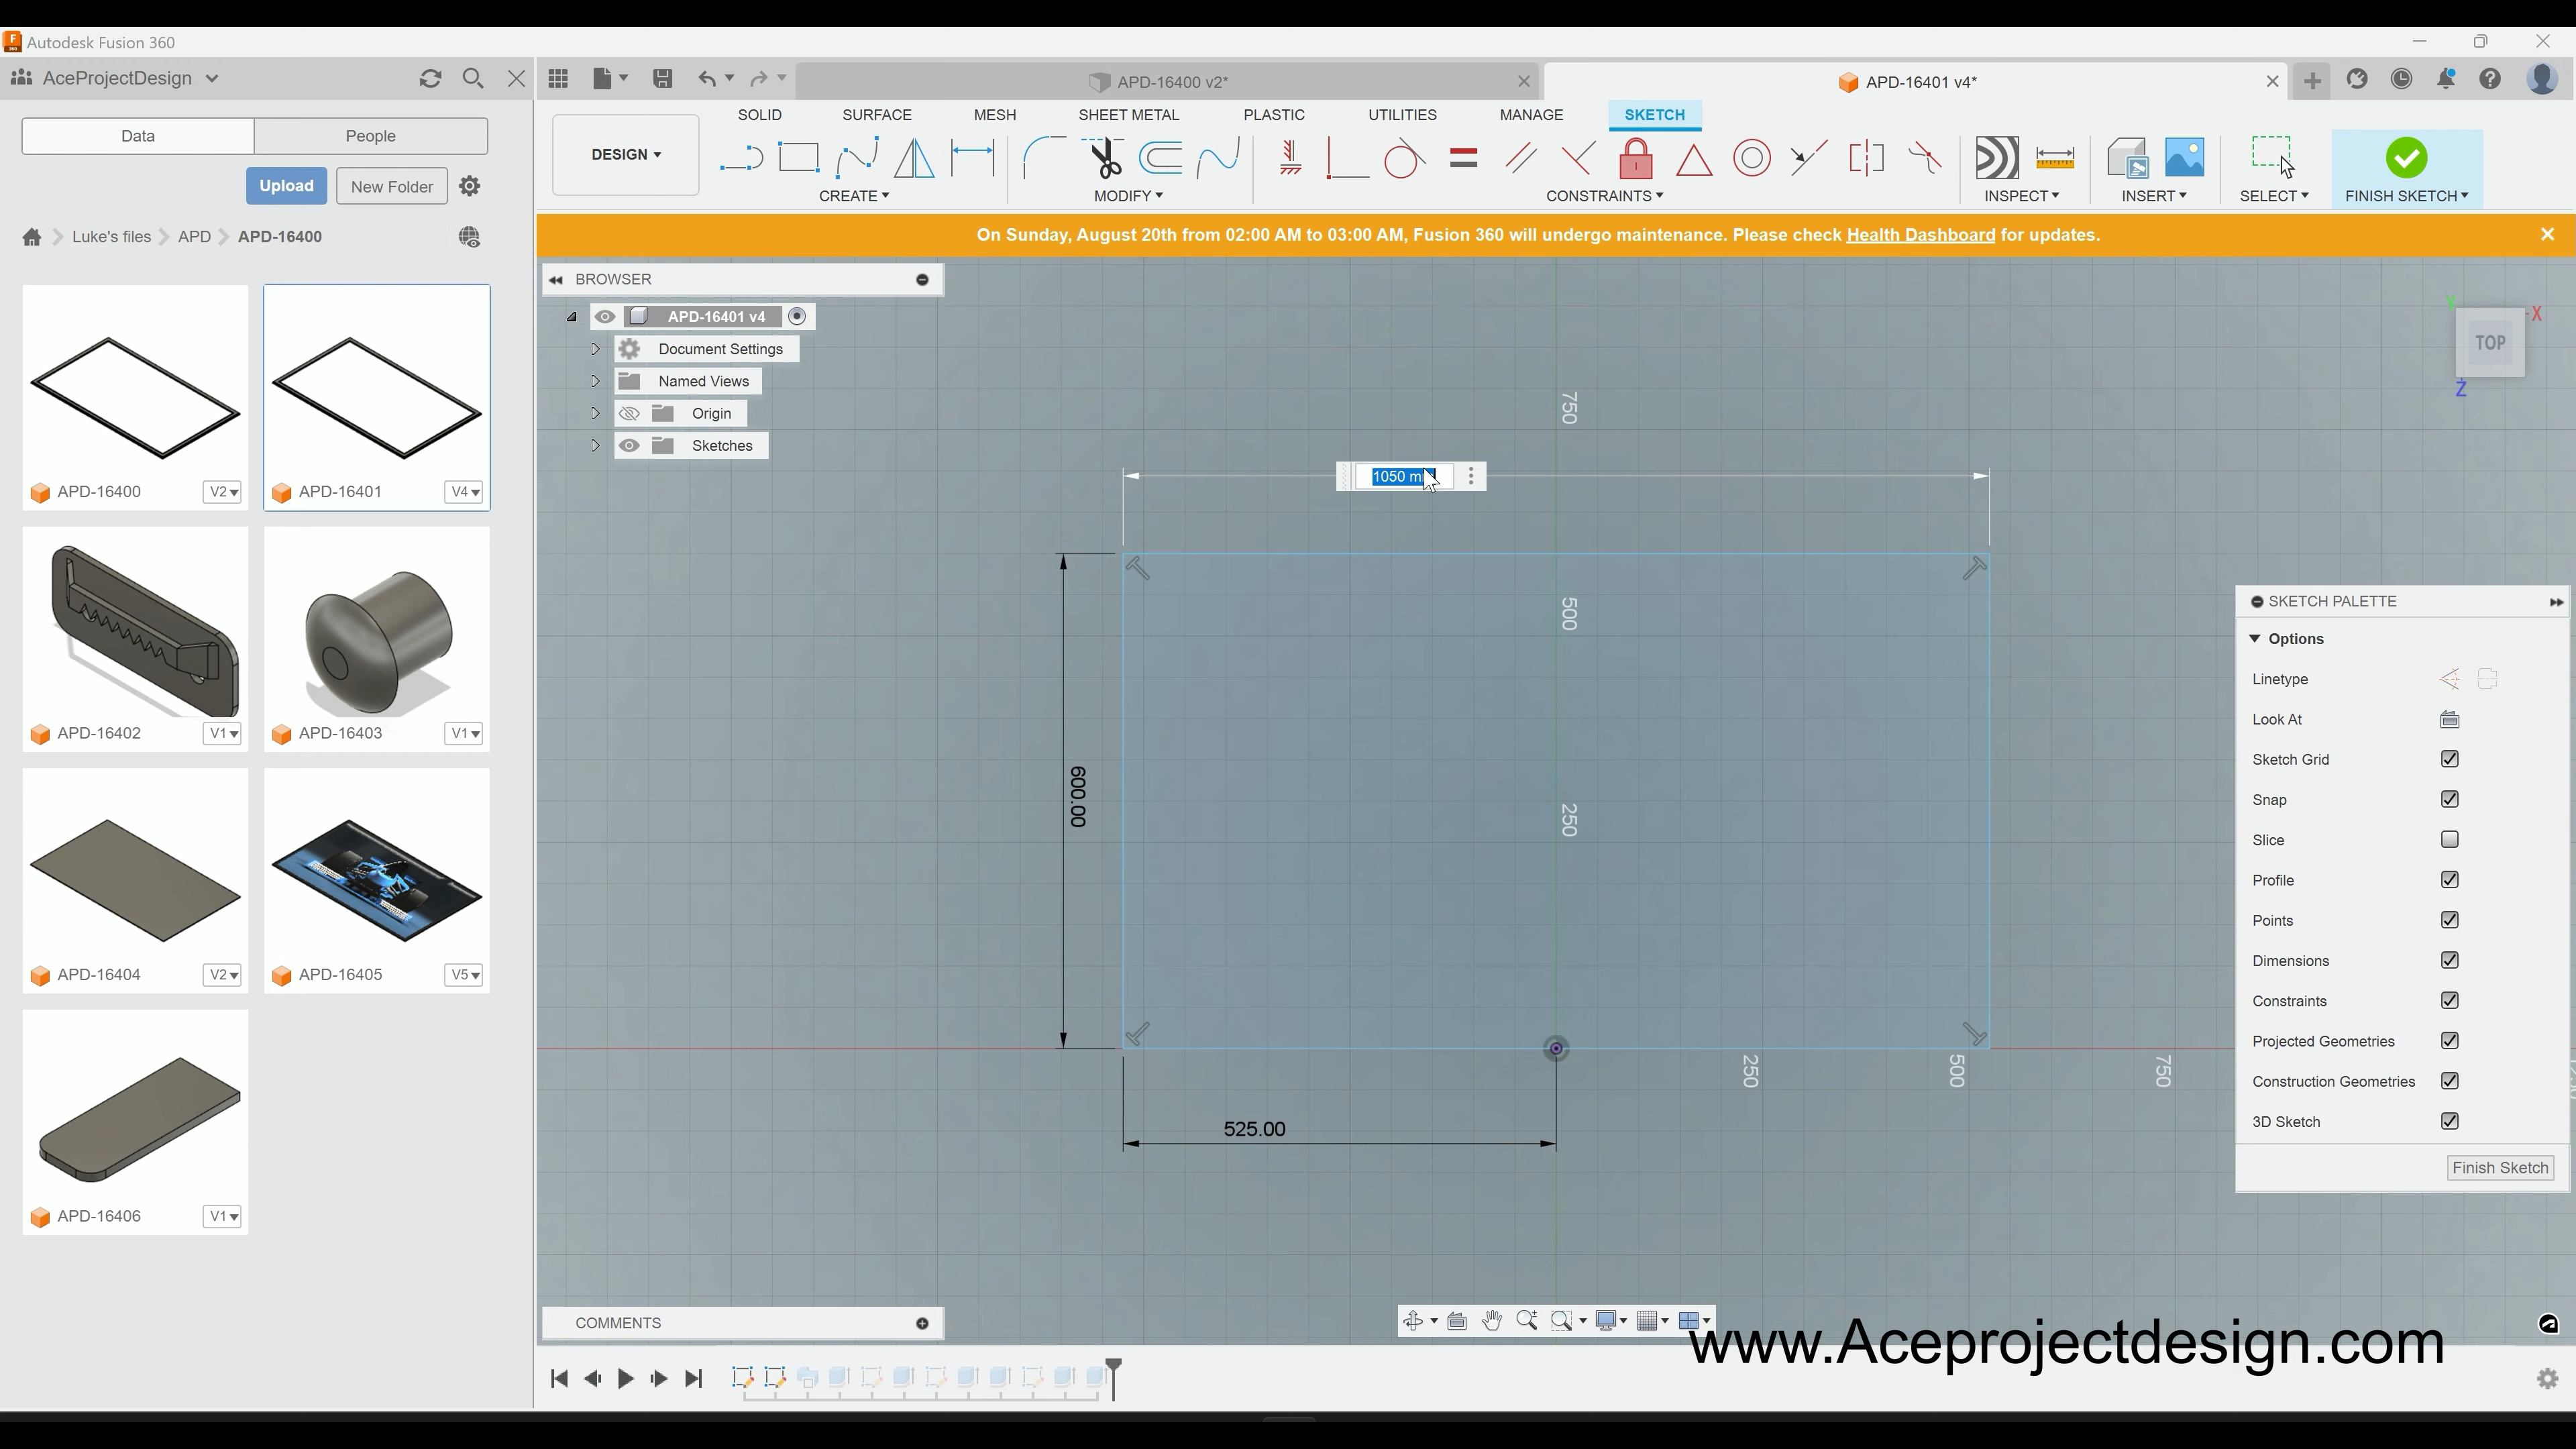 Autodesk Fusion 360
AceProjectDesign
APD-16400 v2*
APD-16401 v4*
Data
People
Upload
New Folder
Luke's files
APD
APD-16400
DESIGN
SOLID
SURFACE
MESH
SHEET METAL
PLASTIC
UTILITIES
MANAGE
SKETCH
CREATE
MODIFY
CONSTRAINTS
INSPECT
INSERT
SELECT
FINISH SKETCH
On Sunday, August 20th from 02:00 AM to 03:00 AM, Fusion 360 will undergo maintenance. Please check Health Dashboard for updates.
BROWSER
APD-16401 v4
Document Settings
Named Views
Origin
Sketches
APD-16400
V2
APD-16401
V4
APD-16402
V1
APD-16403
V1
APD-16404
V2
APD-16405
V5
APD-16406
V1
X
TOP
Z
750
1050 m
500
250
600.00
250
500
750
525.00
SKETCH PALETTE
Options
Linetype
Look At
Sketch Grid
Snap
Slice
Profile
Points
Dimensions
Constraints
Projected Geometries
Construction Geometries
3D Sketch
Finish Sketch
COMMENTS
www.Aceprojectdesign.com